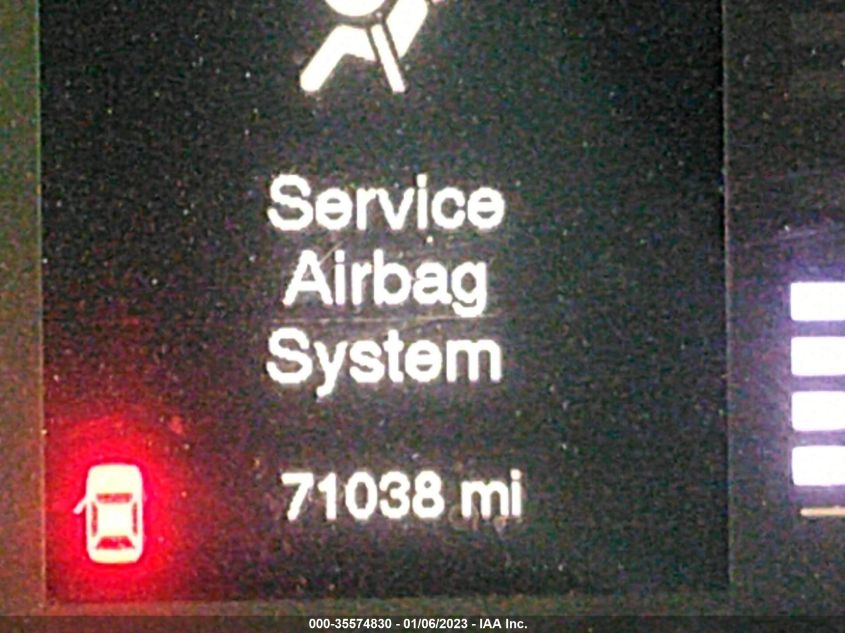 Service
Airbag
System
71038 mi
000-35574830 - 01/06/2023 - IAA Inc.